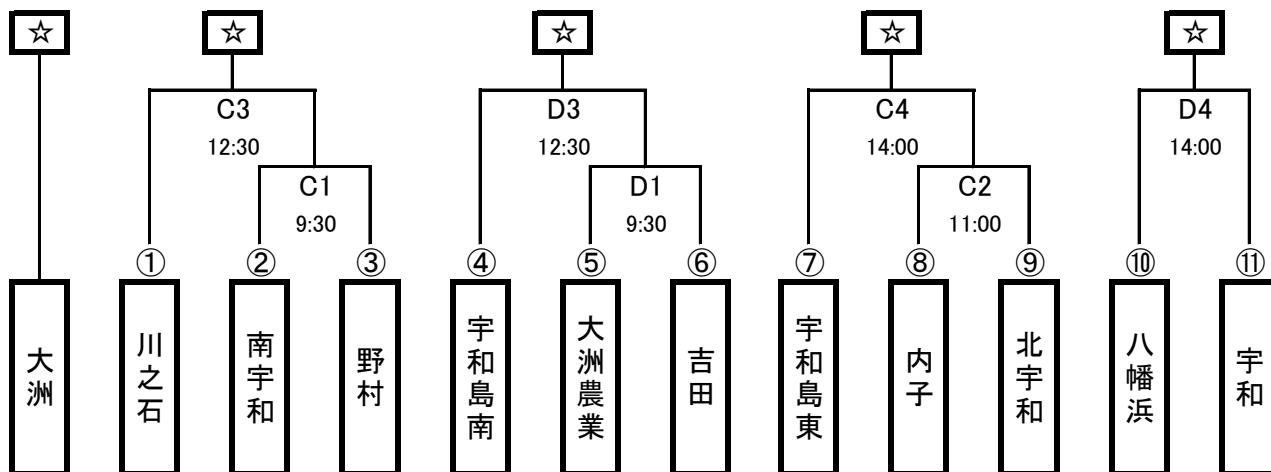 ☆ ☆ ☆ ☆ ☆
C3 D3 C4 D4
12:30 12:30 14:00 14:00
C1 D1 C2
9:30 9:30 11:00
① ② ③ ④ ⑤ ⑥ ⑦ ⑧ ⑨ ⑩ ⑪
大洲
川之石
南宇和
野村
宇和島南
大洲農業
吉田
宇和島東
内子
北宇和
八幡浜
宇和